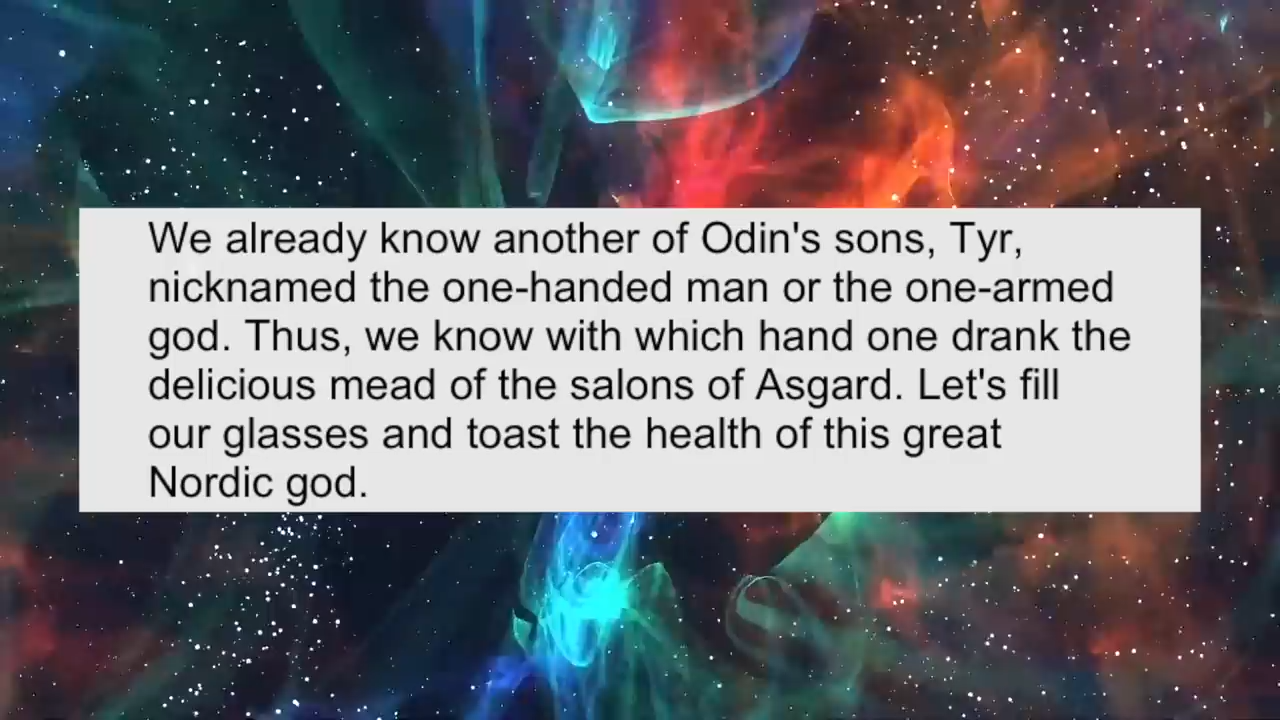 We already know another of Odin's sons, Tyr,
nicknamed the one-handed man or the one-armed
god. Thus, we know with which hand one drank the
delicious mead of the salons of Asgard. Let's fill
our glasses and toast the health of this great
Nordic god.